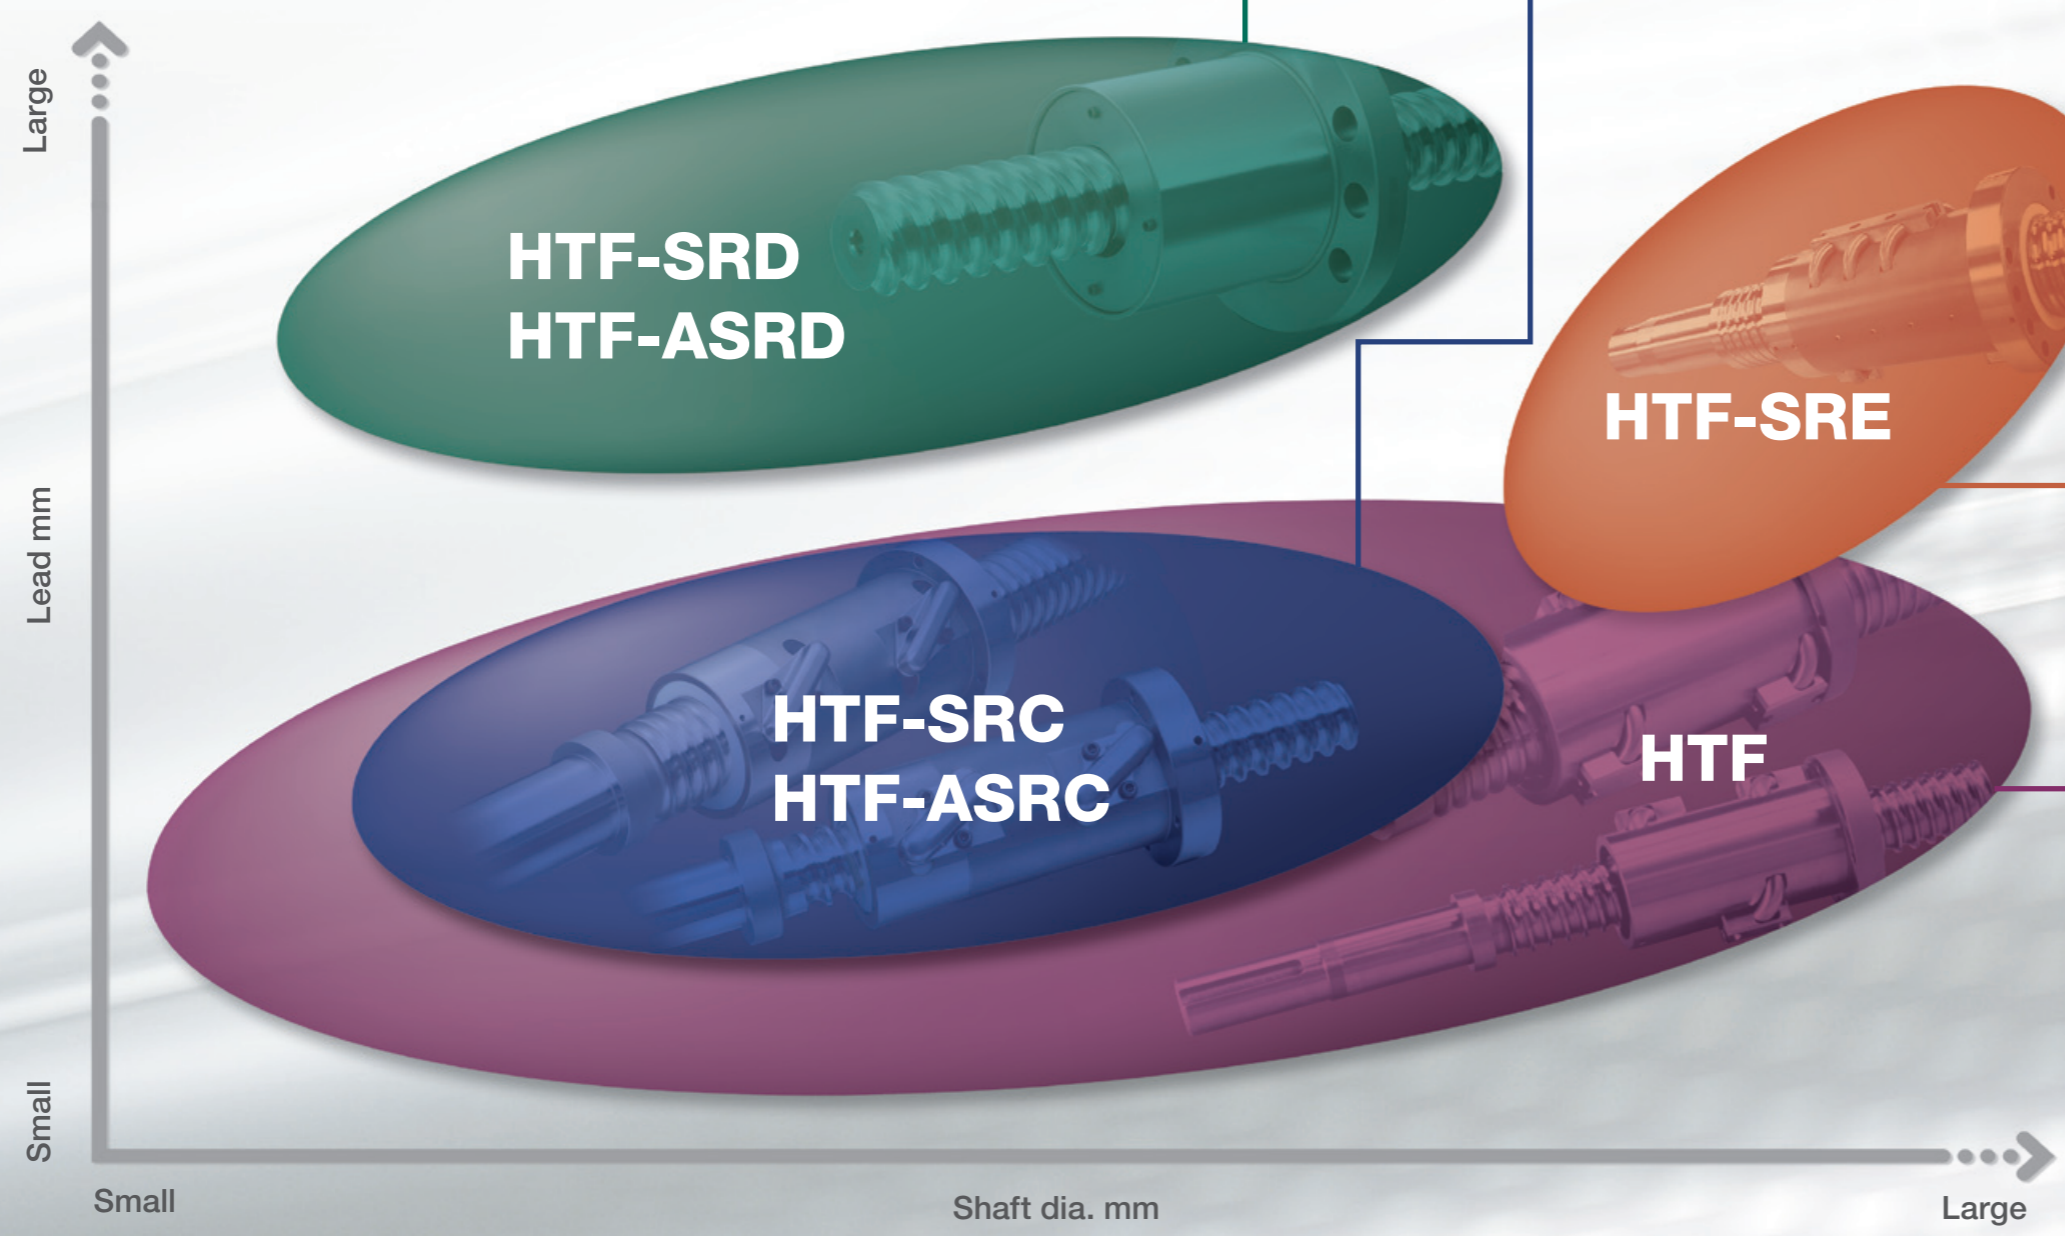 Large
HTF-SRD
HTF-ASRD
HTF-SRE
Lead mm
HTF-SRC
HTF-ASRC
HTF
Small
Small
Shaft dia. mm
Large